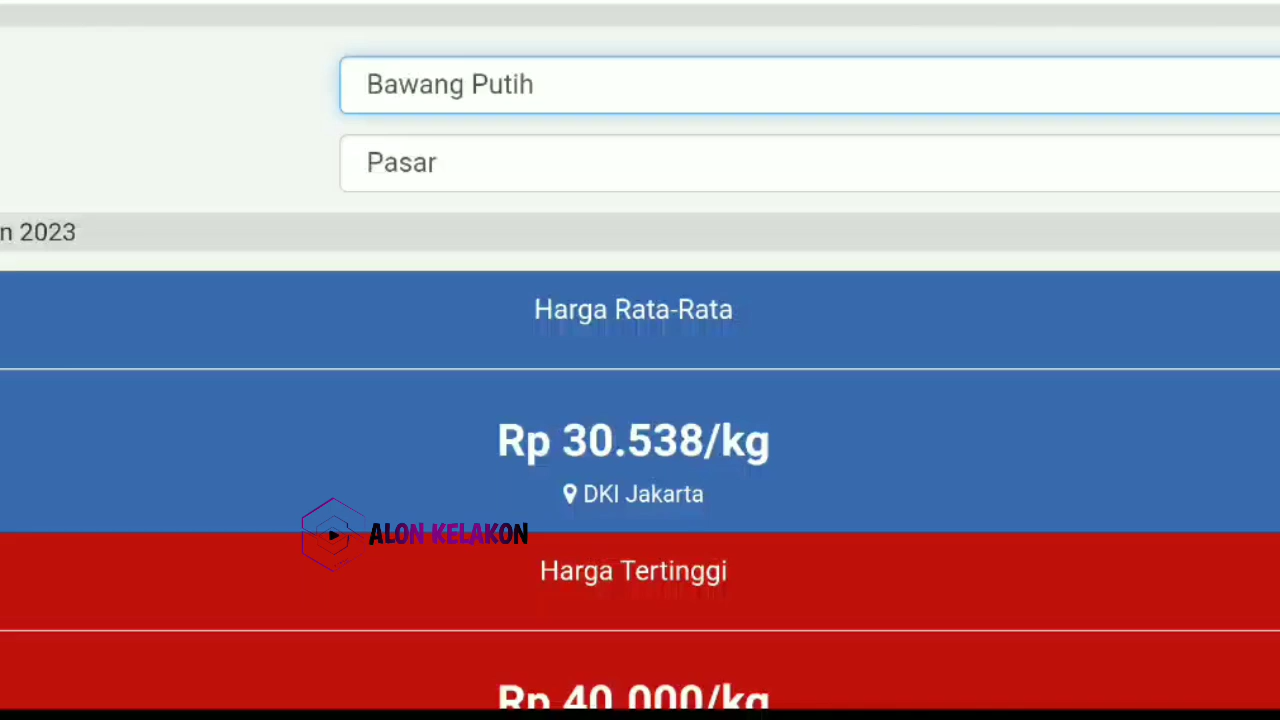 Bawang Putih
Pasar
n 2023
Harga Rata-Rata
Rp 30.538/kg
DKI Jakarta
ALON KELAKON
Harga Tertinggi
Rp 40.000/kg